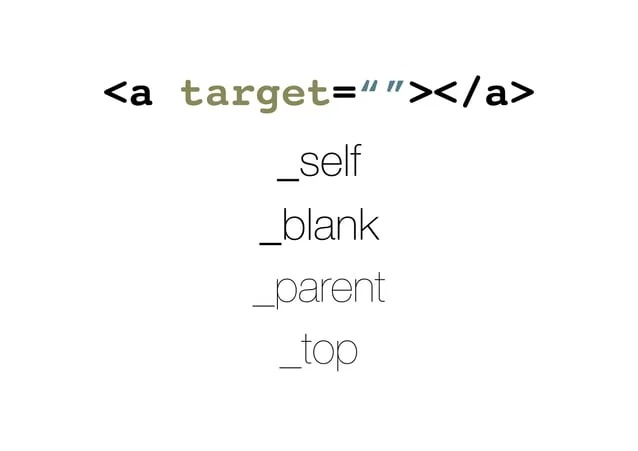 <a target=“”></a>
_self
_blank
_parent
_top